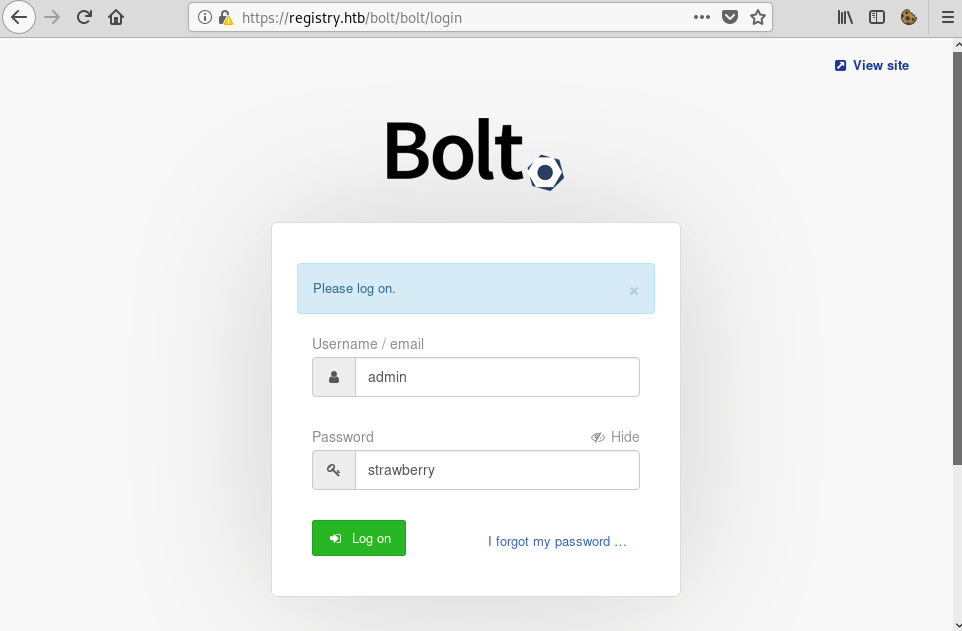 https://registry.htb/bolt/bolt/login
View site
Bolt
Please log on.
×
Username / email
admin
Password Hide
strawberry
Log on I forgot my password …